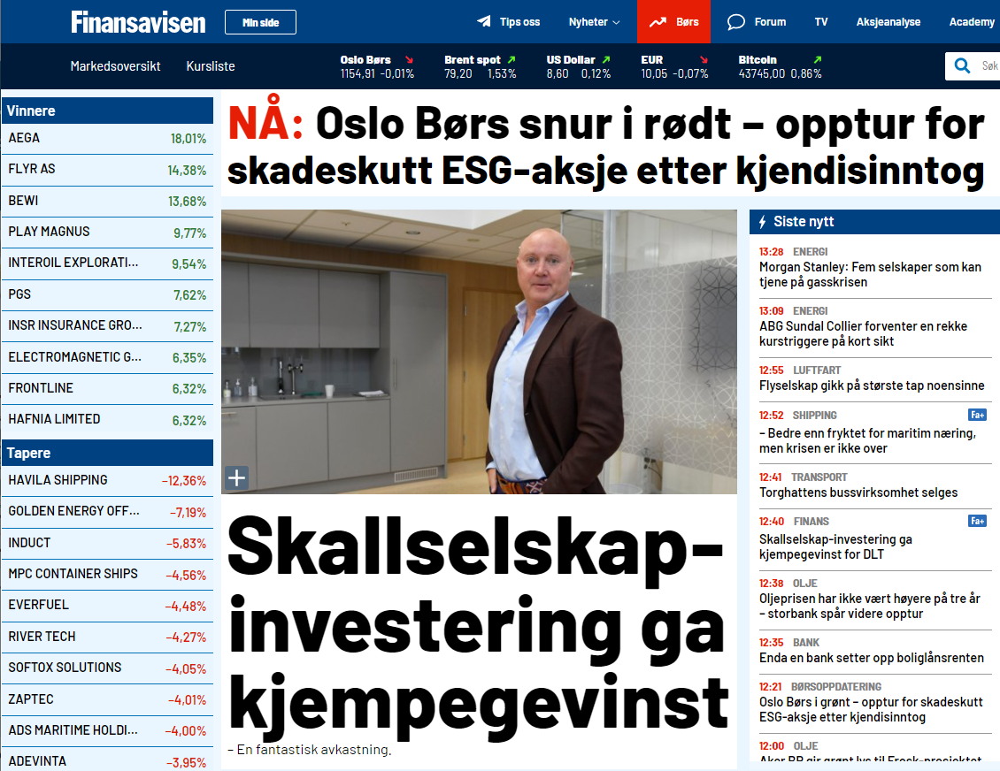 Finansavisen
Min side
Tips oss
Nyheter
Børs
Forum
TV
Aksjeanalyse
Academy
Markedsoversikt
Kursliste
Oslo Børs
1154,91 -0,01%
Brent spot
79,20 1,53%
US Dollar
8,60 0,12%
EUR
10,05 -0,07%
Bitcoin
43745,00 0,86%
Søk
Vinnere
AEGA 18,01%
FLYR AS 14,38%
BEWI 13,68%
PLAY MAGNUS 9,77%
INTEROIL EXPLORATI... 9,54%
PGS 7,62%
INSR INSURANCE GRO... 7,27%
ELECTROMAGNETIC G... 6,35%
FRONTLINE 6,32%
HAFNIA LIMITED 6,32%
Tapere
HAVILA SHIPPING −12,36%
GOLDEN ENERGY OFF... −7,19%
INDUCT −5,83%
MPC CONTAINER SHIPS −4,56%
EVERFUEL −4,48%
RIVER TECH −4,27%
SOFTOX SOLUTIONS −4,05%
ZAPTEC −4,01%
ADS MARITIME HOLDI... −4,00%
ADEVINTA −3,95%
NÅ: Oslo Børs snur i rødt – opptur for
skadeskutt ESG-aksje etter kjendisinntog
Skallselskap-
investering ga
kjempegevinst
– En fantastisk avkastning.
Siste nytt
13:28 ENERGI
Morgan Stanley: Fem selskaper som kan
tjene på gasskrisen
13:09 ENERGI
ABG Sundal Collier forventer en rekke
kurstriggere på kort sikt
12:55 LUFTFART
Flyselskap gikk på største tap noensinne
12:52 SHIPPING Fa+
– Bedre enn fryktet for maritim næring,
men krisen er ikke over
12:41 TRANSPORT
Torghattens bussvirksomhet selges
12:40 FINANS Fa+
Skallselskap-investering ga
kjempegevinst for DLT
12:38 OLJE
Oljeprisen har ikke vært høyere på tre år
– storbank spår videre opptur
12:35 BANK
Enda en bank setter opp boliglånsrenten
12:21 BØRSOPPDATERING
Oslo Børs i grønt – opptur for skadeskutt
ESG-aksje etter kjendisinntog
12:00 OLJE
Aker BP gir grønt lys til Frosk-prosjektet